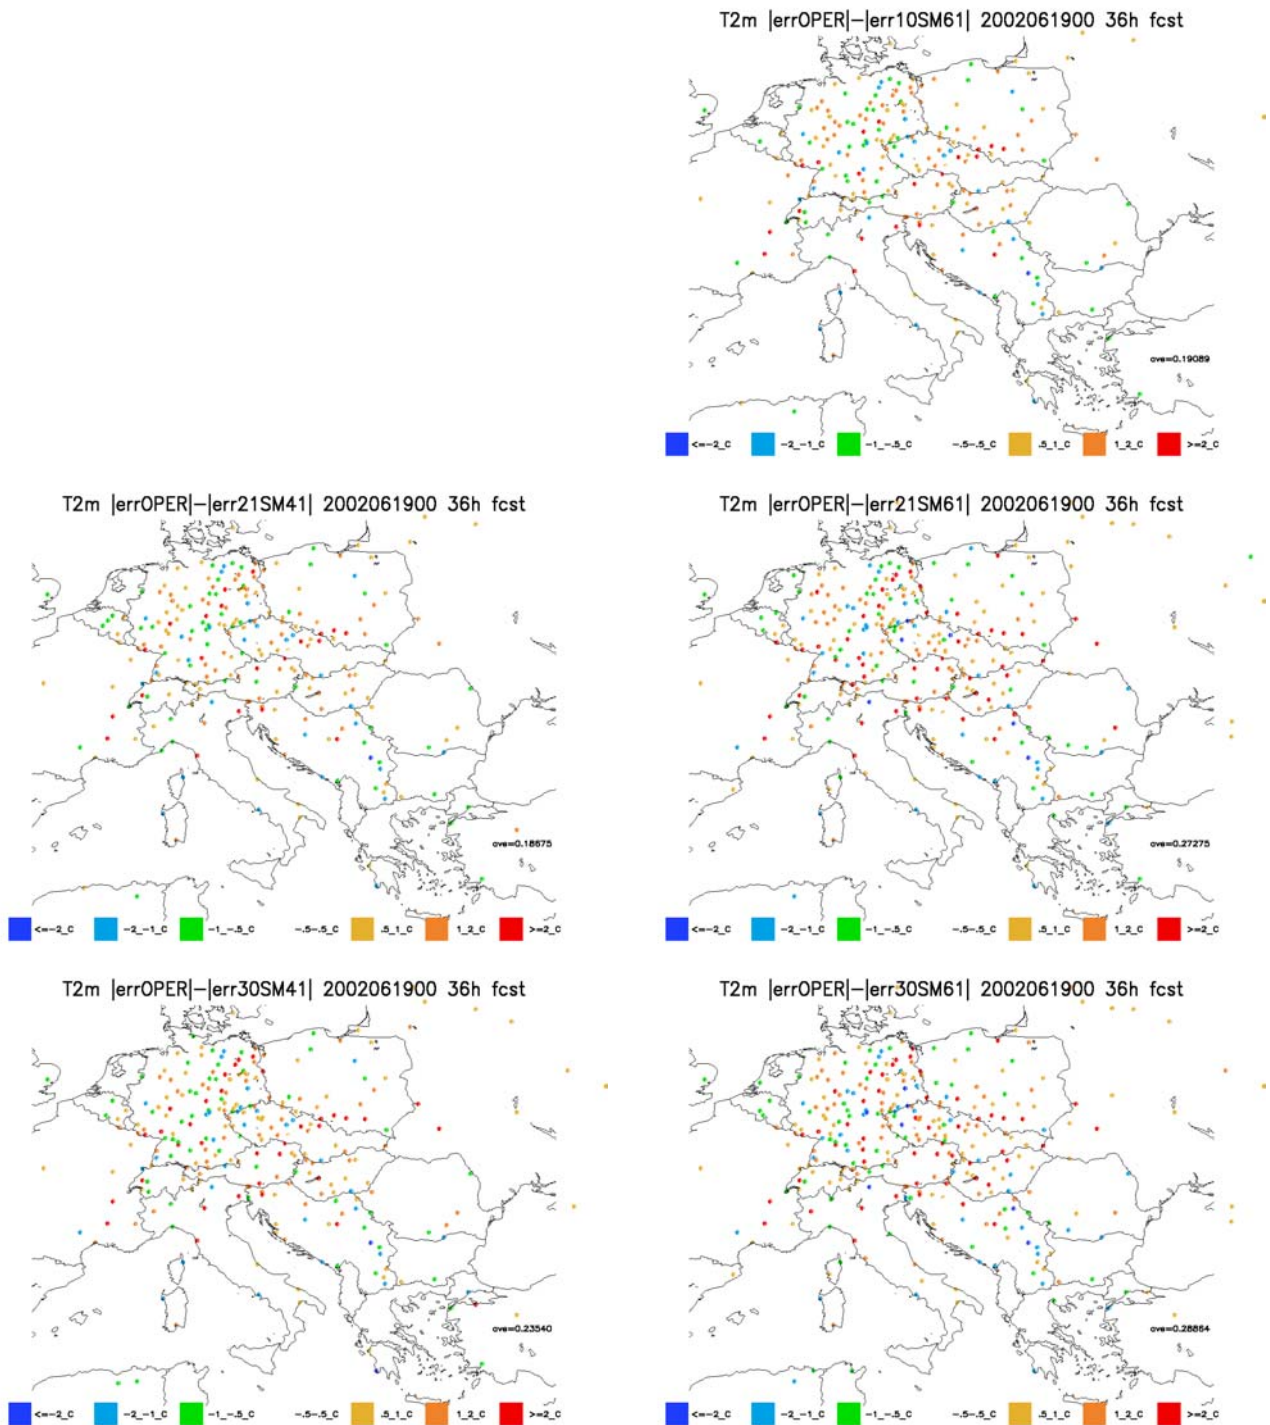 T2m |errOPER|-|err10SM61| 2002061900 36h fcst
ave=0.19089
<=-2_C -2_-1_C -1_-.5_C -.5-.5_C .5_1_C 1_2_C >=2_C
T2m |errOPER|-|err21SM41| 2002061900 36h fcst
T2m |errOPER|-|err21SM61| 2002061900 36h fcst
ave=0.18675
ave=0.27275
<=-2_C -2_-1_C -1_-.5_C -.5-.5_C .5_1_C 1_2_C >=2_C
<=-2_C -2_-1_C -1_-.5_C -.5-.5_C .5_1_C 1_2_C >=2_C
T2m |errOPER|-|err30SM41| 2002061900 36h fcst
T2m |errOPER|-|err30SM61| 2002061900 36h fcst
ave=0.23540
ave=0.28864
<=-2_C -2_-1_C -1_-.5_C -.5-.5_C .5_1_C 1_2_C >=2_C
<=-2_C -2_-1_C -1_-.5_C -.5-.5_C .5_1_C 1_2_C >=2_C